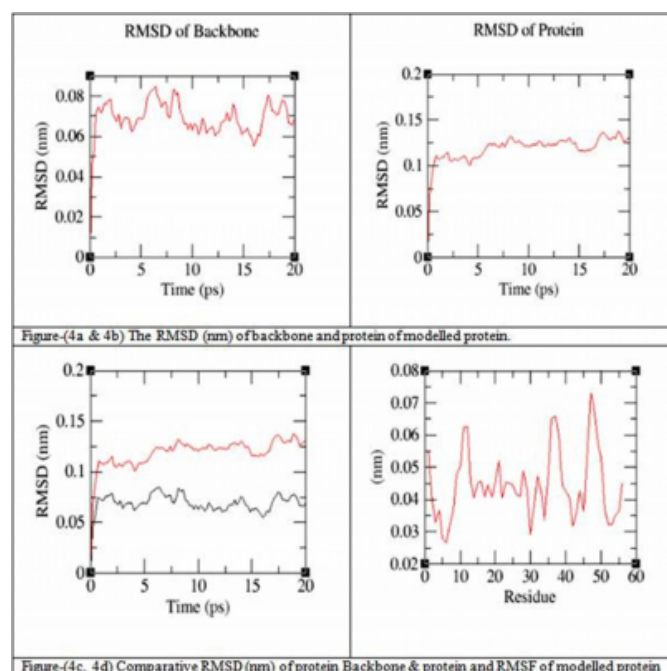 RMSD of Backbone
RMSD (nm)
0.08
0.06
0.04
0.02
0
0 5 10 15 20
Time (ps)
RMSD of Protein
RMSD (nm)
0.2
0.15
0.1
0.05
0
0 5 10 15 20
Time (ps)
Figure-(4a & 4b) The RMSD (nm) of backbone and protein of modelled protein.
RMSD (nm)
0.2
0.15
0.1
0.05
0
0 5 10 15 20
Time (ps)
(nm)
0.08
0.07
0.06
0.05
0.04
0.03
0.02
0 10 20 30 40 50 60
Residue
Figure-(4c, 4d) Comparative RMSD (nm) of protein Backbone & protein and RMSF of modelled protein